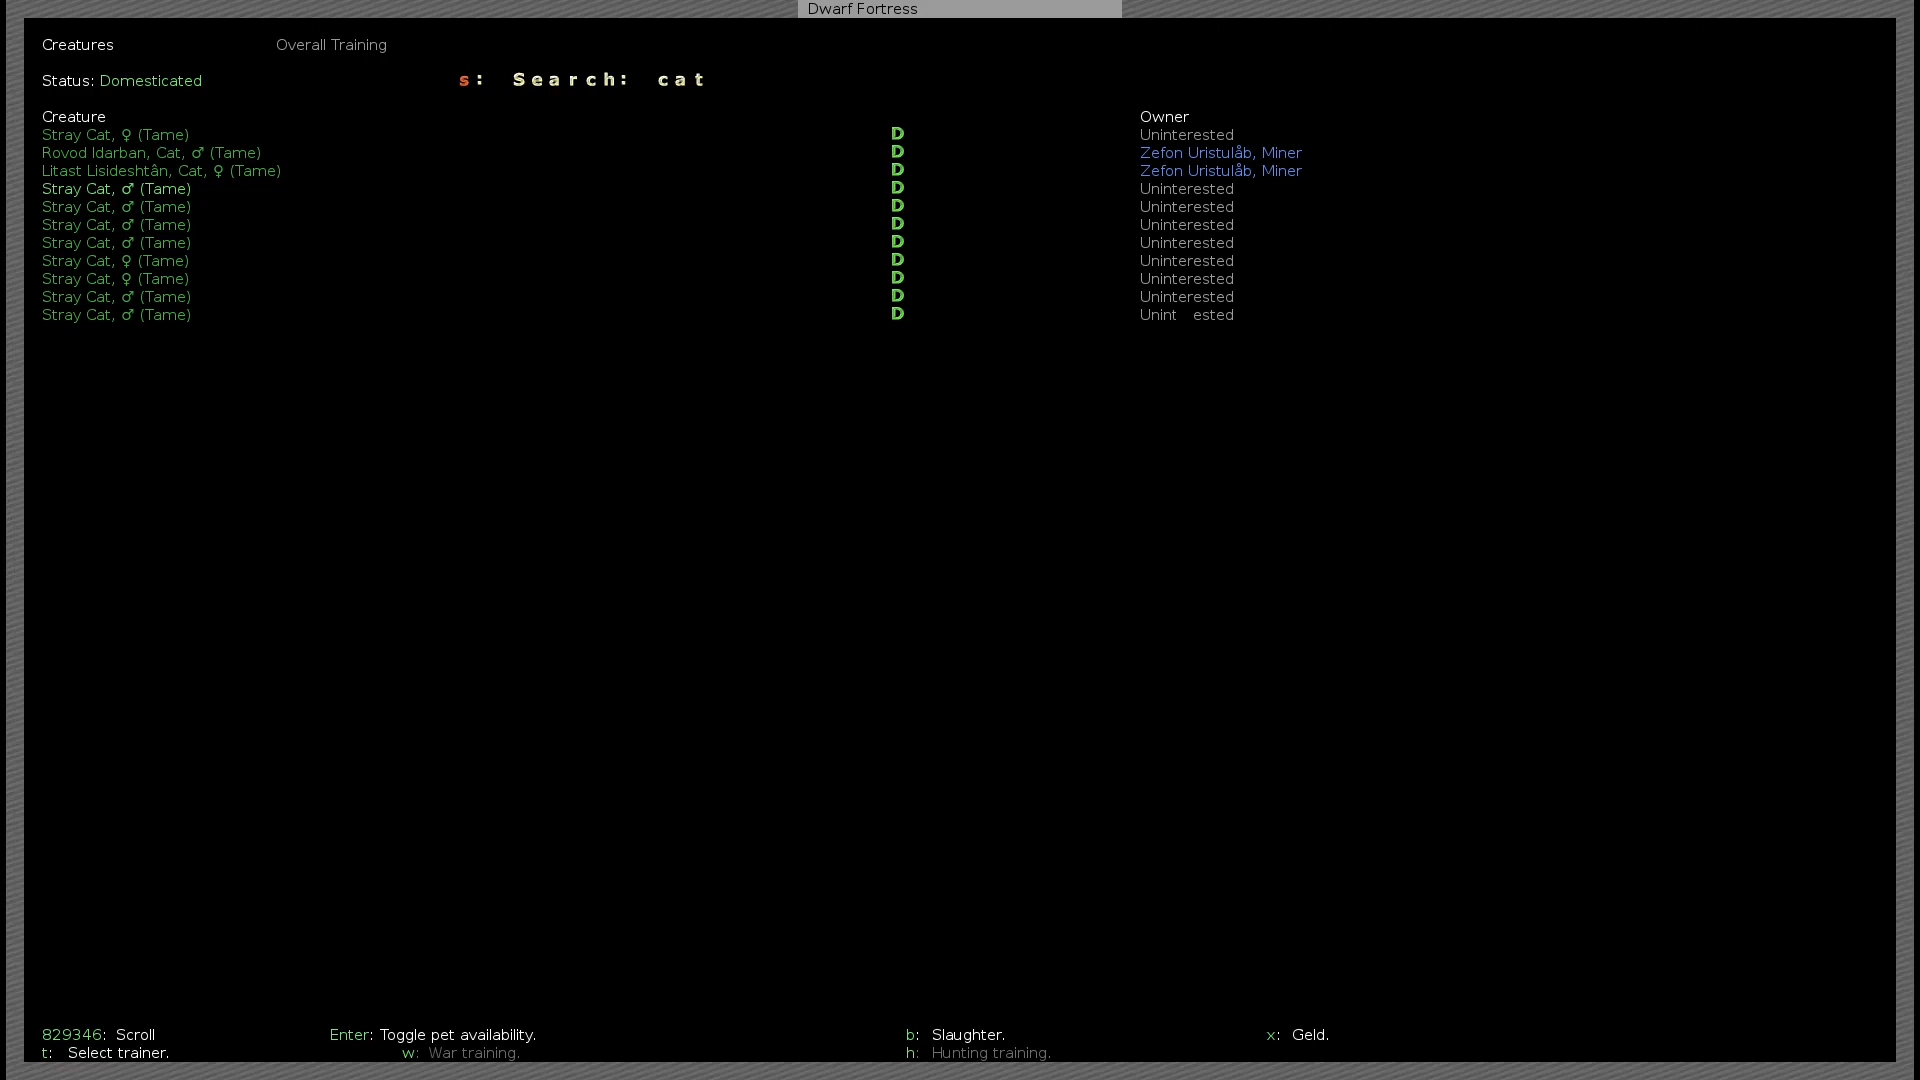 Dwarf Fortress
Creatures Overall Training
Status: Domesticated s: Search: cat
Creature Owner
Stray Cat, ♀ (Tame) D Uninterested
Rovod Idarban, Cat, ♂ (Tame) D Zefon Uristulåb, Miner
Litast Lisideshtân, Cat, ♀ (Tame) D Zefon Uristulåb, Miner
Stray Cat, ♂ (Tame) D Uninterested
Stray Cat, ♂ (Tame) D Uninterested
Stray Cat, ♂ (Tame) D Uninterested
Stray Cat, ♂ (Tame) D Uninterested
Stray Cat, ♀ (Tame) D Uninterested
Stray Cat, ♀ (Tame) D Uninterested
Stray Cat, ♂ (Tame) D Uninterested
Stray Cat, ♂ (Tame) D Unint ested
829346: Scroll Enter: Toggle pet availability. b: Slaughter. x: Geld.
t: Select trainer. w: War training. h: Hunting training.